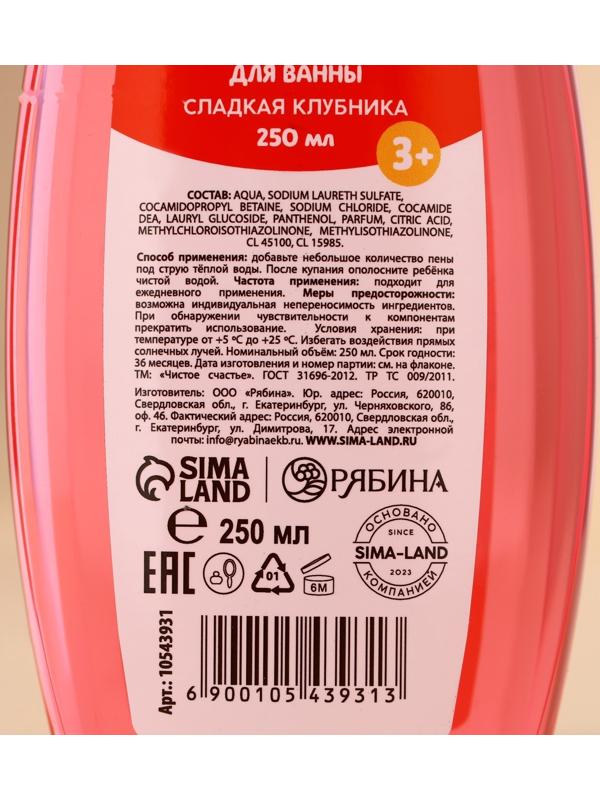 ДЛЯ ВАННЫ
СЛАДКАЯ КЛУБНИКА
250 мл
3+
СОСТАВ: AQUA, SODIUM LAURETH SULFATE,
COCAMIDOPROPYL BETAINE, SODIUM CHLORIDE, COCAMIDE
DEA, LAURYL GLUCOSIDE, PANTHENOL, PARFUM, CITRIC ACID,
METHYLCHLOROISOTHIAZOLINONE, METHYLISOTHIAZOLINONE,
CL 45100, CL 15985.
Способ применения: добавьте небольшое количество пены
под струю тёплой воды. После купания ополосните ребёнка
чистой водой. Частота применения: подходит для
ежедневного применения. Меры предосторожности:
возможна индивидуальная непереносимость ингредиентов.
При обнаружении чувствительности к компонентам
прекратить использование. Условия хранения: при
температуре от +5 ºС до +25 ºС. Избегать воздействия прямых
солнечных лучей. Номинальный объём: 250 мл. Срок годности:
36 месяцев. Дата изготовления и номер партии: см. на флаконе.
ТМ: «Чистое счастье». ГОСТ 31696-2012. ТР ТС 009/2011.
Изготовитель: ООО «Рябина». Юр. адрес: Россия, 620010,
Свердловская обл., г. Екатеринбург, ул. Черняховского, 86,
оф. 46. Фактический адрес: Россия, 620010, Свердловская обл.,
г. Екатеринбург, ул. Димитрова, 17. Адрес электронной
почты: info@ryabinaekb.ru. WWW.SIMA-LAND.RU
SIMA LAND | РЯБИНА
℮ 250 мл
ОСНОВАНО
SINCE
SIMA-LAND
2023
КОМПАНИЕЙ
EAC 01 6M
Арт.: 10543931
6 900105 439313